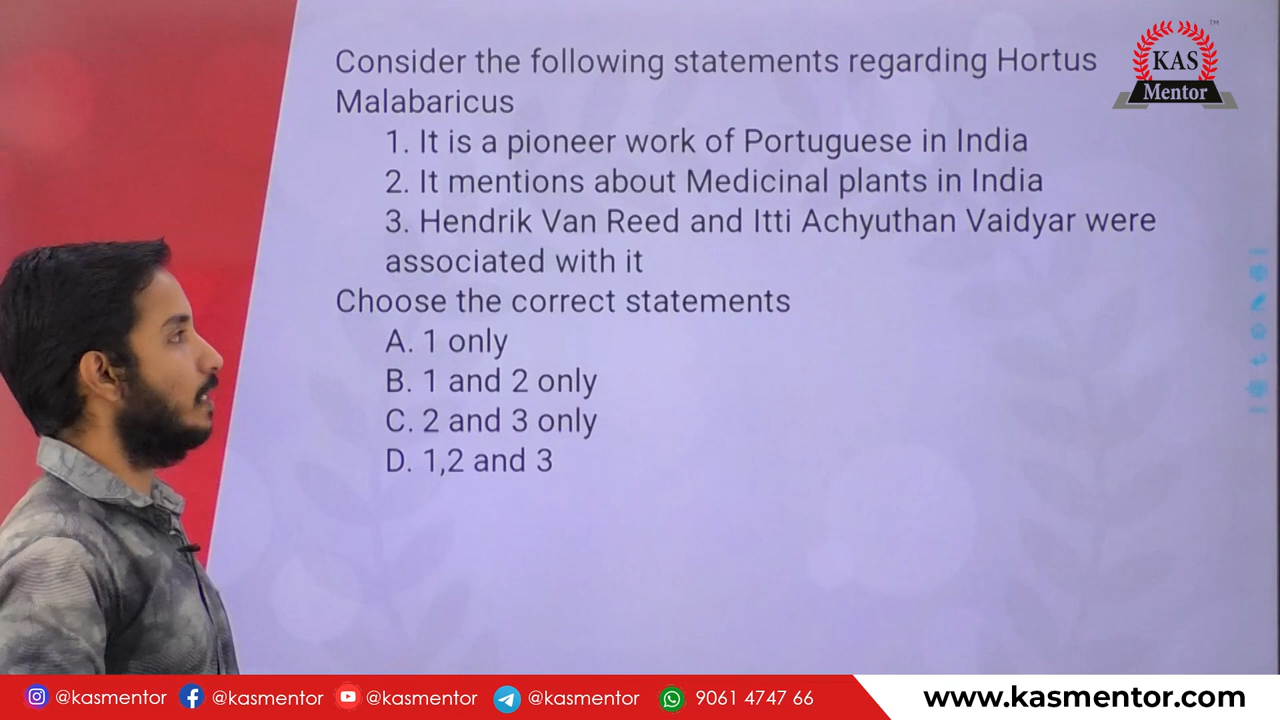 Consider the following statements regarding Hortus
Malabaricus
1. It is a pioneer work of Portuguese in India
2. It mentions about Medicinal plants in India
3. Hendrik Van Reed and Itti Achyuthan Vaidyar were
associated with it
Choose the correct statements
A. 1 only
B. 1 and 2 only
C. 2 and 3 only
D. 1,2 and 3
KAS
Mentor
TM
@kasmentor @kasmentor @kasmentor @kasmentor 9061 4747 66
www.kasmentor.com